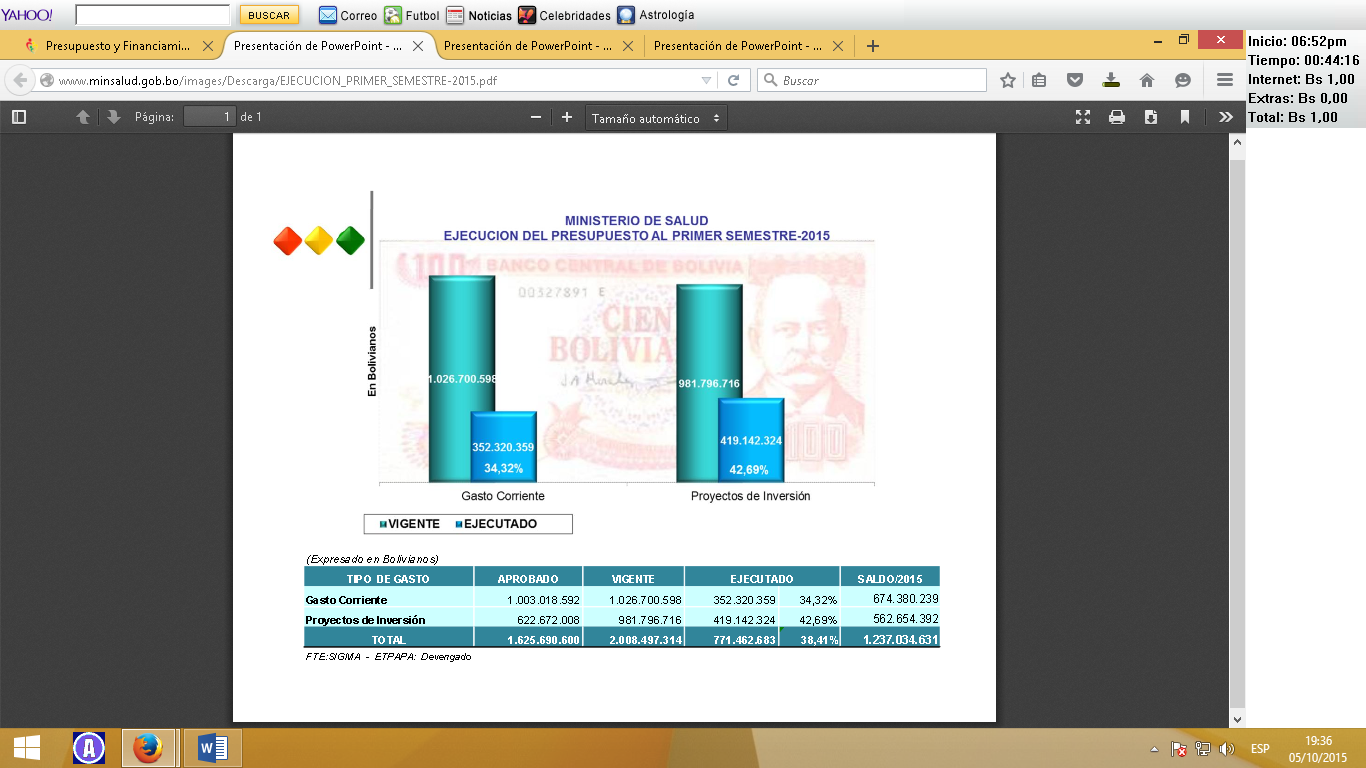 YAHOO! BUSCAR Correo Futbol Noticias Celebridades Astrología
Presupuesto y Financiami... Presentación de PowerPoint - ... Presentación de PowerPoint - ... Presentación de PowerPoint - ...
Inicio: 06:52pm
Tiempo: 00:44:16
Internet: Bs 1,00
Extras: Bs 0,00
Total: Bs 1,00
www.minsalud.gob.bo/images/Descarga/EJECUCION_PRIMER_SEMESTRE-2015.pdf Buscar
Página: 1 de 1 Tamaño automático
MINISTERIO DE SALUD
EJECUCION DEL PRESUPUESTO AL PRIMER SEMESTRE-2015
100 BANCO CENTRAL DE BOLIVIA
00327891 E
CIEN
BOLIVIA
En Bolivianos
1.026.700.598 981.796.716
352.320.359 419.142.324
34,32% 42,69%
100
Gasto Corriente Proyectos de Inversión
VIGENTE EJECUTADO
(Expresado en Bolivianos)
TIPO DE GASTO APROBADO VIGENTE EJECUTADO SALDO/2015
Gasto Corriente 1.003.018.592 1.026.700.598 352.320.359 34,32% 674.380.239
Proyectos de Inversión 622.672.008 981.796.716 419.142.324 42,69% 562.654.392
TOTAL 1.625.690.600 2.008.497.314 771.462.683 38,41% 1.237.034.631
FTE:SIGMA - ETPAPA: Devengado
ESP
19:36
05/10/2015